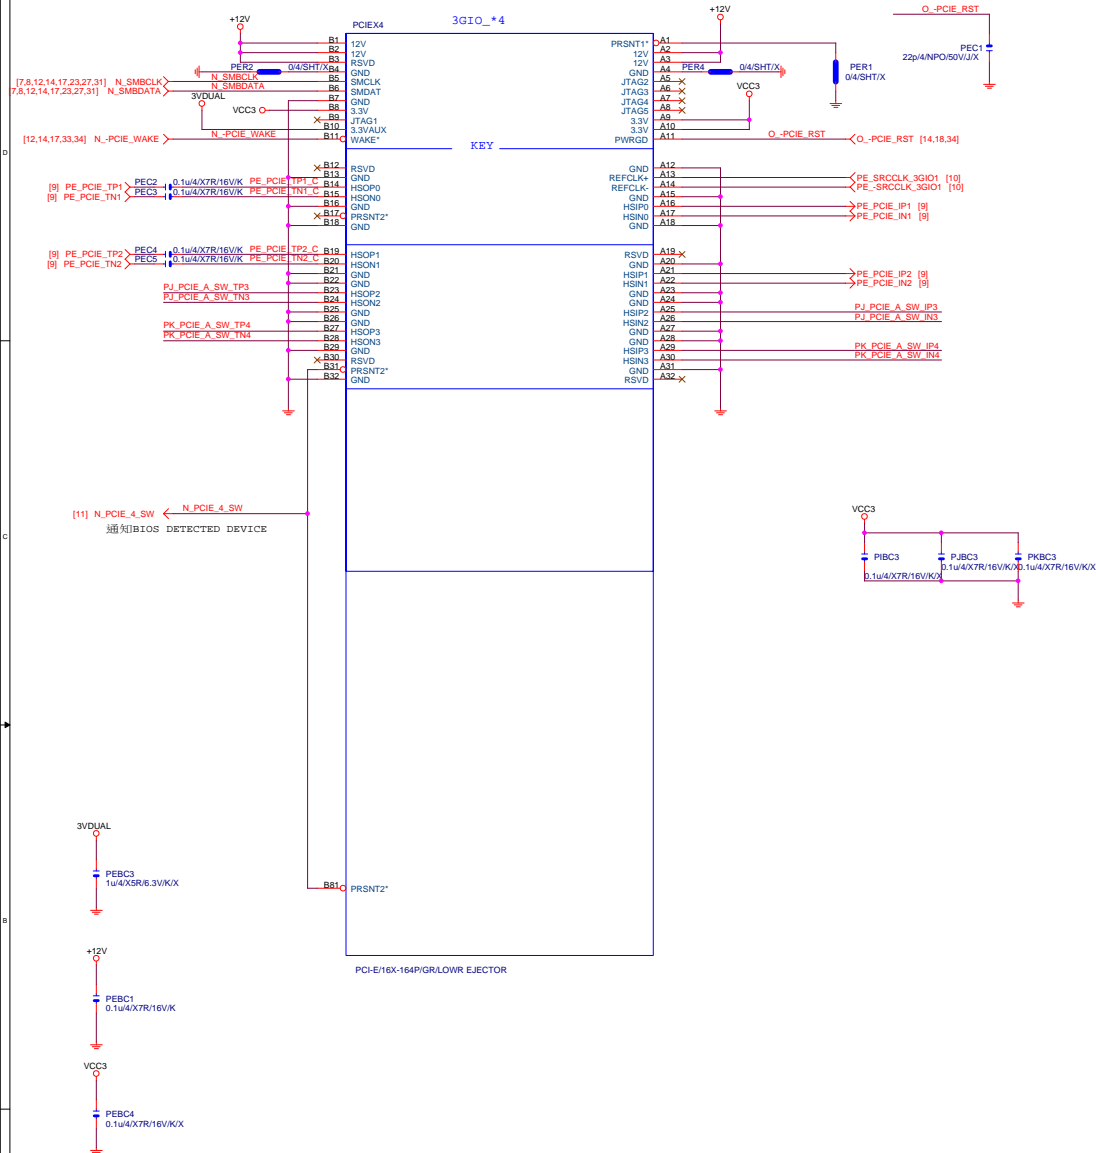 3GIO_*4
PCIEX4
+12V
+12V
O_-PCIE_RST
PEC1
22p/4/NPO/50V/J/X
B1 12V
B2 12V
B3 RSVD
B4 GND
B5 SMCLK
B6 SMDAT
B7 GND
B8 3.3V
B9 JTAG1
B10 3.3VAUX
B11 WAKE*
PRSNT1* A1
12V A2
12V A3
GND A4
JTAG2 A5
JTAG3 A6
JTAG4 A7
JTAG5 A8
3.3V A9
3.3V A10
PWRGD A11
PER2 0/4/SHT/X
PER4 0/4/SHT/X
PER1
0/4/SHT/X
[7,8,12,14,17,23,27,31] N_SMBCLK
N_SMBCLK
7,8,12,14,17,23,27,31] N_SMBDATA
N_SMBDATA
3VDUAL
VCC3
VCC3
[12,14,17,33,34] N_-PCIE_WAKE
N_-PCIE_WAKE
O_-PCIE_RST
O_-PCIE_RST [14,18,34]
KEY
B12 RSVD
B13 GND
B14 HSOP0
B15 HSON0
B16 GND
B17 PRSNT2*
B18 GND
GND A12
REFCLK+ A13
REFCLK- A14
GND A15
HSIP0 A16
HSIN0 A17
GND A18
[9] PE_PCIE_TP1 PEC2 0.1u/4/X7R/16V/K PE_PCIE_TP1_C
[9] PE_PCIE_TN1 PEC3 0.1u/4/X7R/16V/K PE_PCIE_TN1_C
PE_SRCCLK_3GIO1 [10]
PE_-SRCCLK_3GIO1 [10]
PE_PCIE_IP1 [9]
PE_PCIE_IN1 [9]
B19 HSOP1
B20 HSON1
B21 GND
B22 GND
B23 HSOP2
B24 HSON2
B25 GND
B26 GND
B27 HSOP3
B28 HSON3
B29 GND
B30 RSVD
B31 PRSNT2*
B32 GND
RSVD A19
GND A20
HSIP1 A21
HSIN1 A22
GND A23
GND A24
HSIP2 A25
HSIN2 A26
GND A27
GND A28
HSIP3 A29
HSIN3 A30
GND A31
RSVD A32
[9] PE_PCIE_TP2 PEC4 0.1u/4/X7R/16V/K PE_PCIE_TP2_C
[9] PE_PCIE_TN2 PEC5 0.1u/4/X7R/16V/K PE_PCIE_TN2_C
PE_PCIE_IP2 [9]
PE_PCIE_IN2 [9]
PJ_PCIE_A_SW_TP3
PJ_PCIE_A_SW_TN3
PJ_PCIE_A_SW_IP3
PJ_PCIE_A_SW_IN3
PK_PCIE_A_SW_TP4
PK_PCIE_A_SW_TN4
PK_PCIE_A_SW_IP4
PK_PCIE_A_SW_IN4
[11] N_PCIE_4_SW
N_PCIE_4_SW
通知BIOS DETECTED DEVICE
VCC3
PIBC3
0.1u/4/X7R/16V/K/X
PJBC3
0.1u/4/X7R/16V/K/X
PKBC3
0.1u/4/X7R/16V/K/X
B81 PRSNT2*
PCI-E/16X-164P/GR/LOWR EJECTOR
3VDUAL
PEBC3
1u/4/X5R/6.3V/K/X
+12V
PEBC1
0.1u/4/X7R/16V/K
VCC3
PEBC4
0.1u/4/X7R/16V/K/X
D
C
B